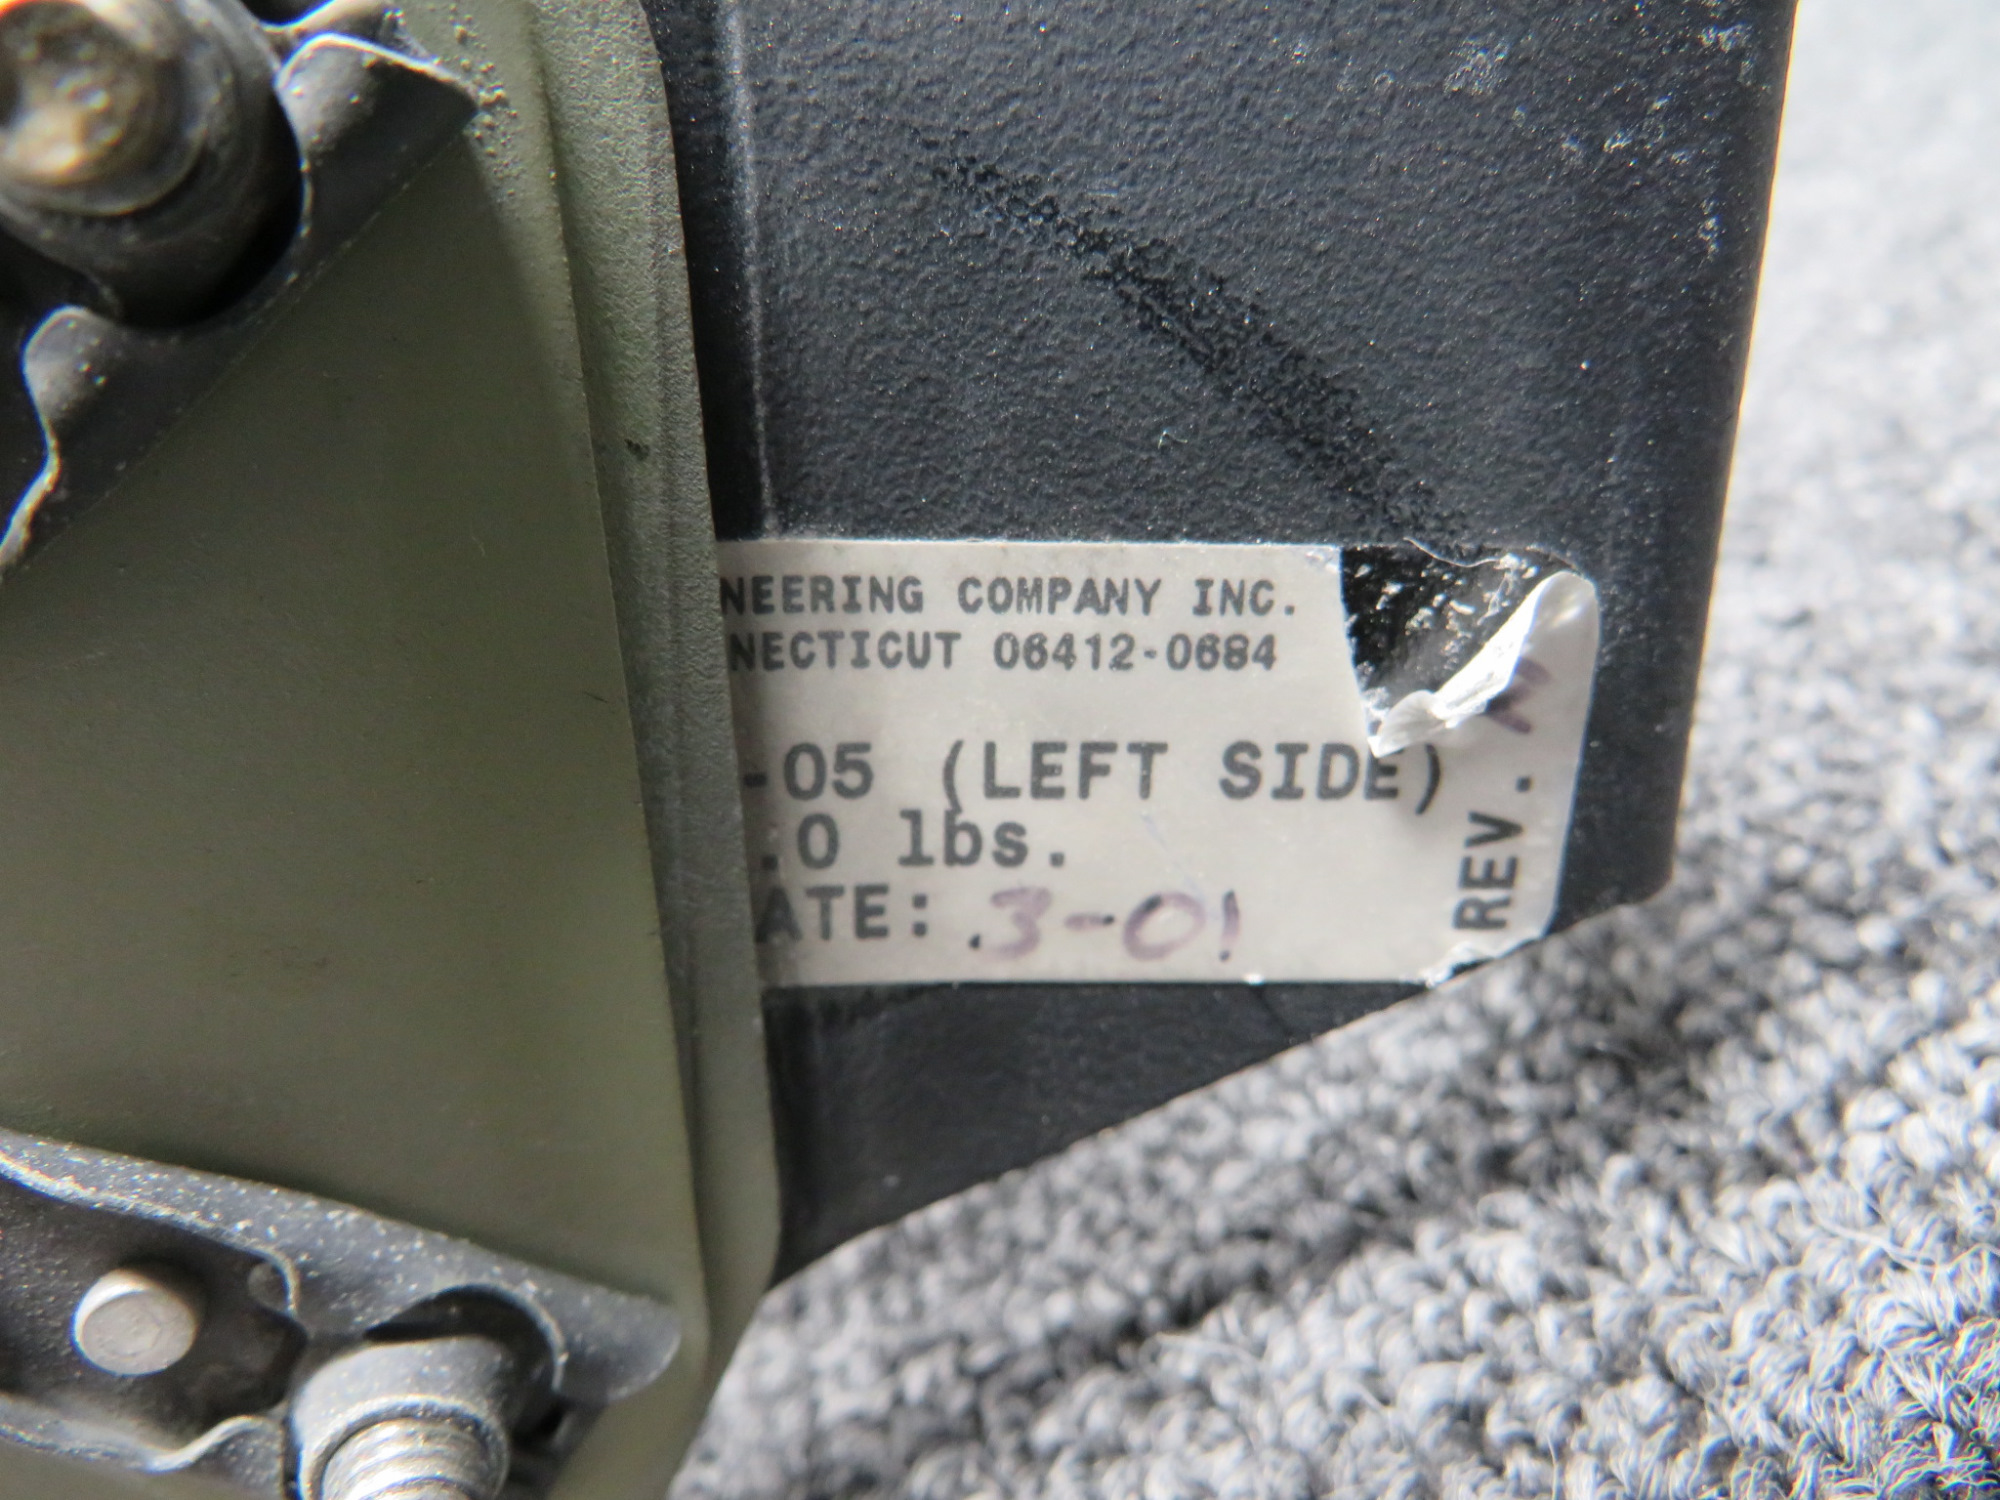 NEERING COMPANY INC.
NECTICUT 06412-0684
-05 (LEFT SIDE)
.0 lbs.
ATE: 3-01
REV.